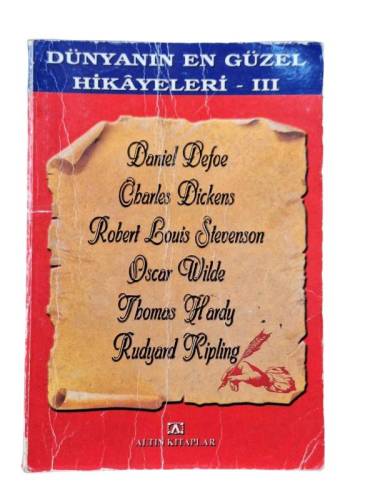 DÜNYANIN EN GÜZEL
HİKÂYELERİ - III
Daniel Defoe
Charles Dickens
Robert Louis Stevenson
Oscar Wilde
Thomas Hardy
Rudyard Kipling
ALTIN KİTAPLAR